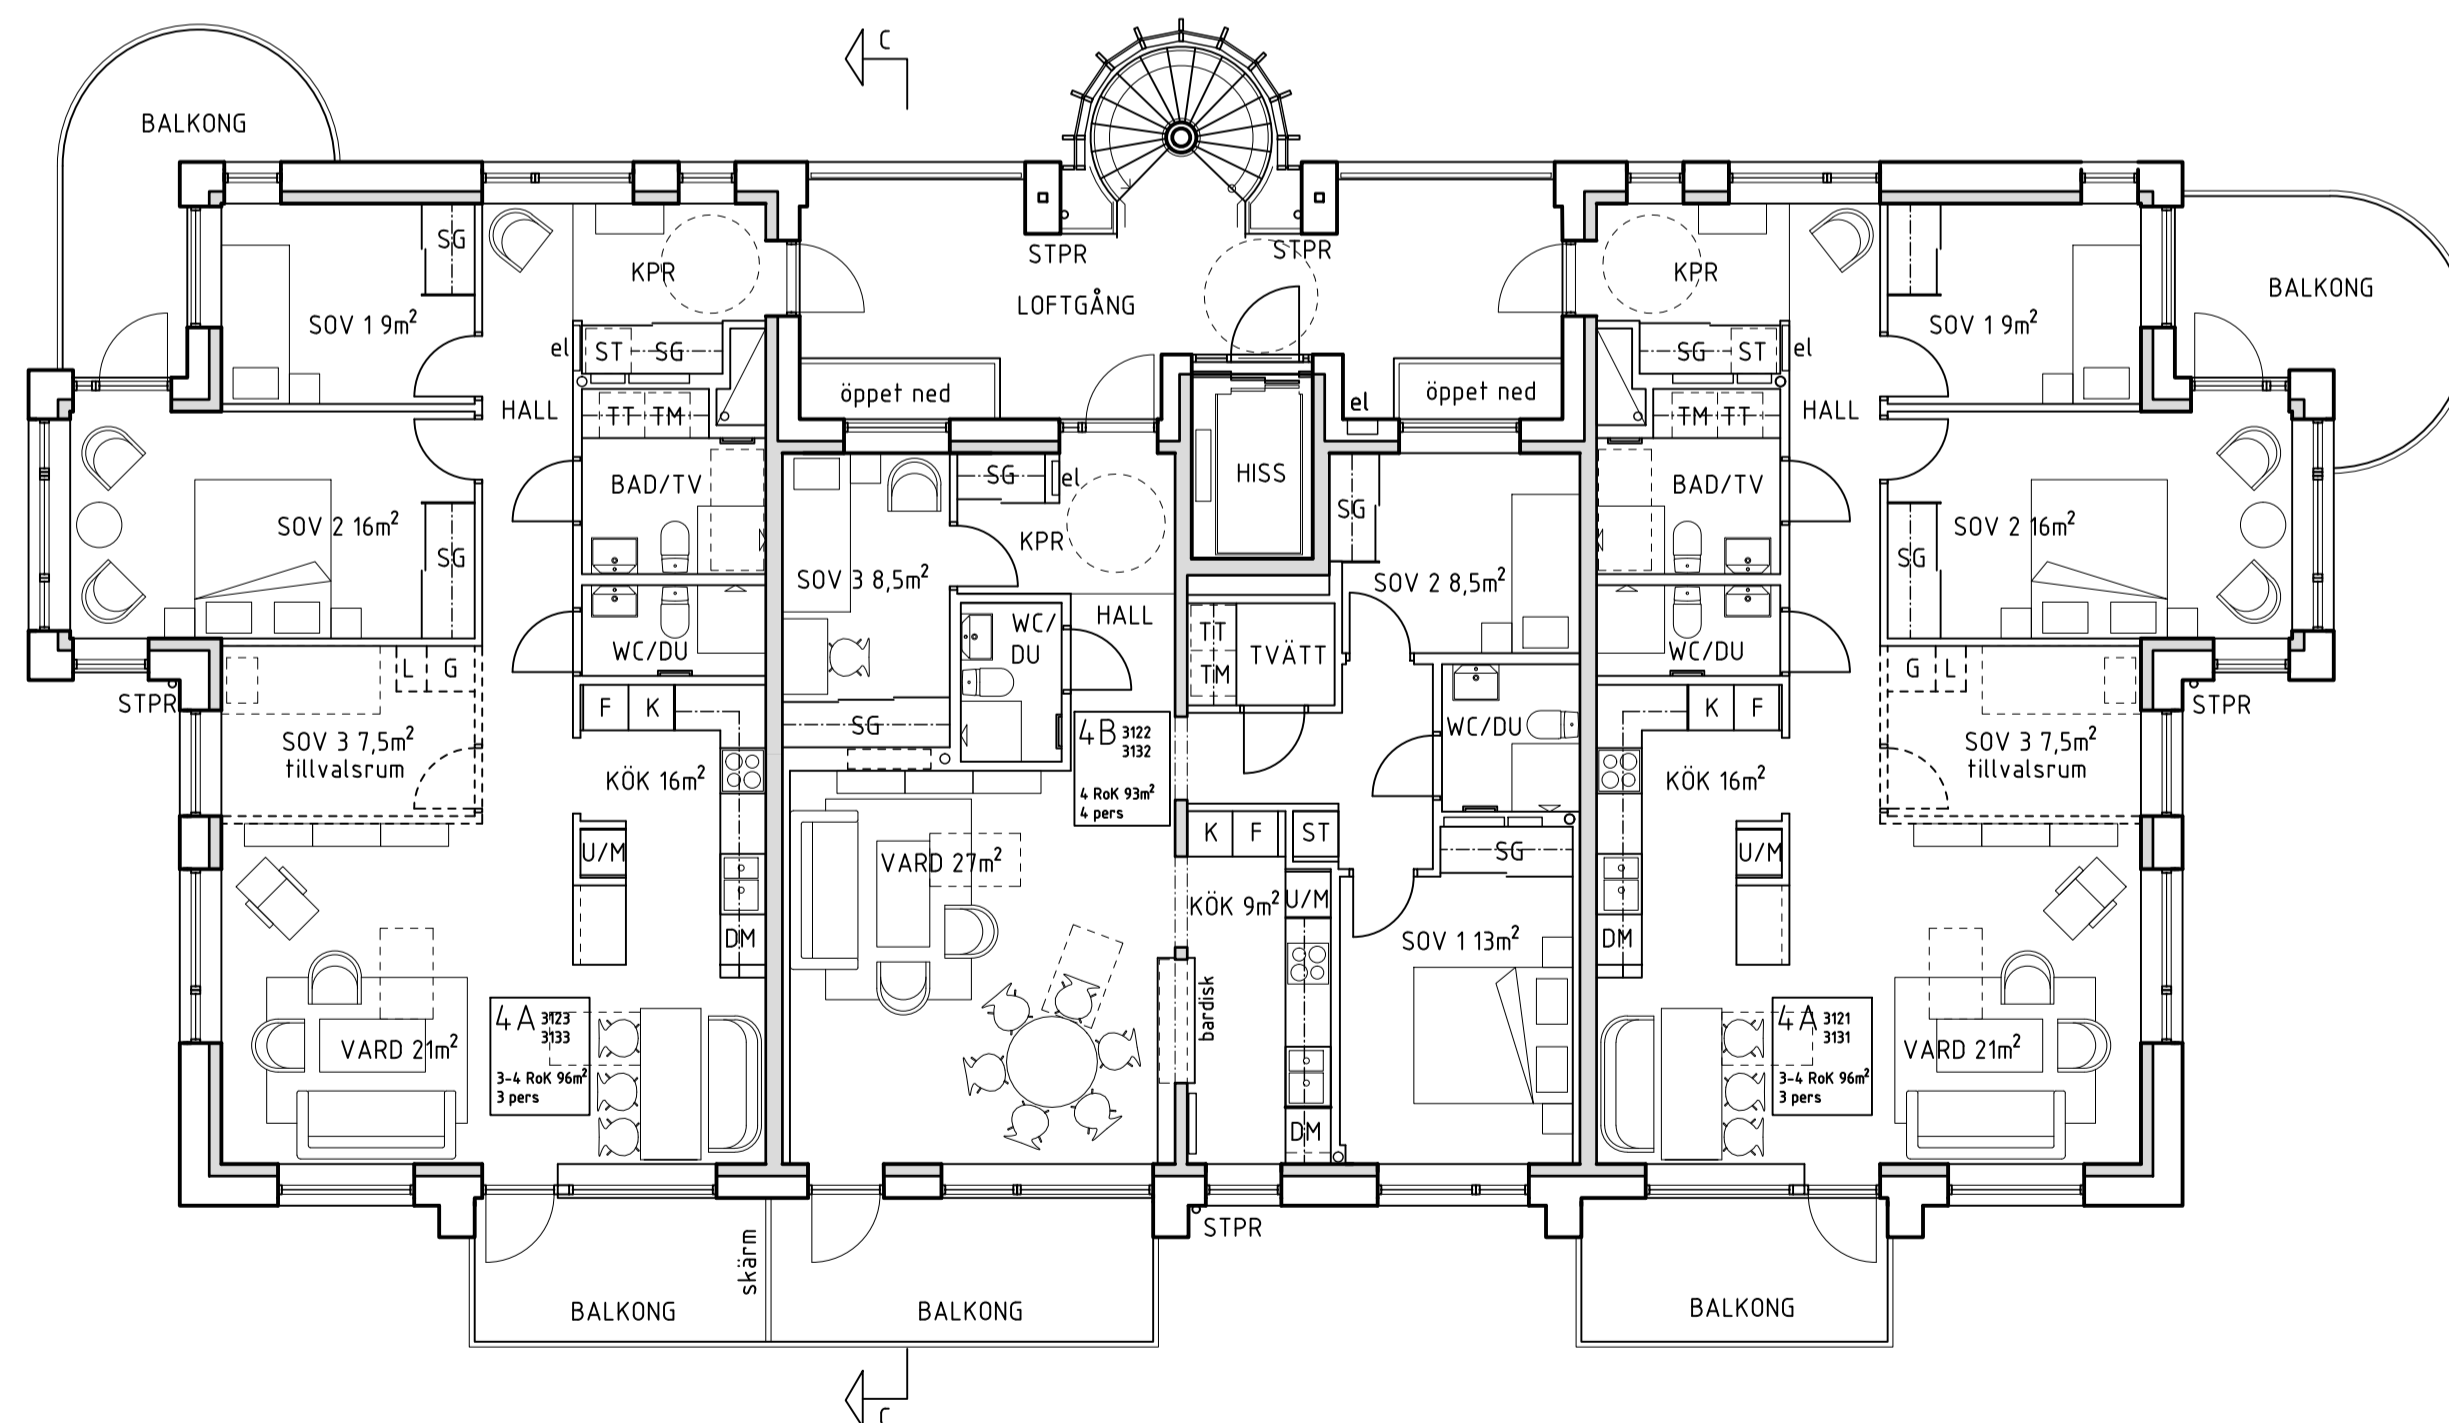 C
BALKONG
BALKONG
SG
KPR
STPR
STPR
KPR
LOFTGÅNG
SOV 1 9m²
SOV 1 9m²
el
ST
SG
SG
ST
el
öppet ned
öppet ned
el
HALL
TT
TM
TM
TT
HALL
SOV 2 16m²
SG
BAD/TV
SG
el
HISS
SG
BAD/TV
SOV 2 16m²
SG
KPR
SOV 3 8,5m²
SOV 2 8,5m²
HALL
WC/
DU
TT
TM
TVÄTT
WC/DU
WC/DU
L
G
G
L
STPR
STPR
F
K
SG
K
F
WC/DU
SOV 3 7,5m²
tillvalsrum
SOV 3 7,5m²
tillvalsrum
4B 3122
3132
4 RoK 93m²
4 pers
KÖK 16m²
KÖK 16m²
U/M
VARD 27m²
K
F
ST
SG
U/M
KÖK 9m²
U/M
DM
SOV 1 13m²
DM
bardisk
4A 3123
3133
3-4 RoK 96m²
3 pers
VARD 21m²
4A 3121
3131
3-4 RoK 96m²
3 pers
VARD 21m²
DM
STPR
skärm
BALKONG
BALKONG
BALKONG
C